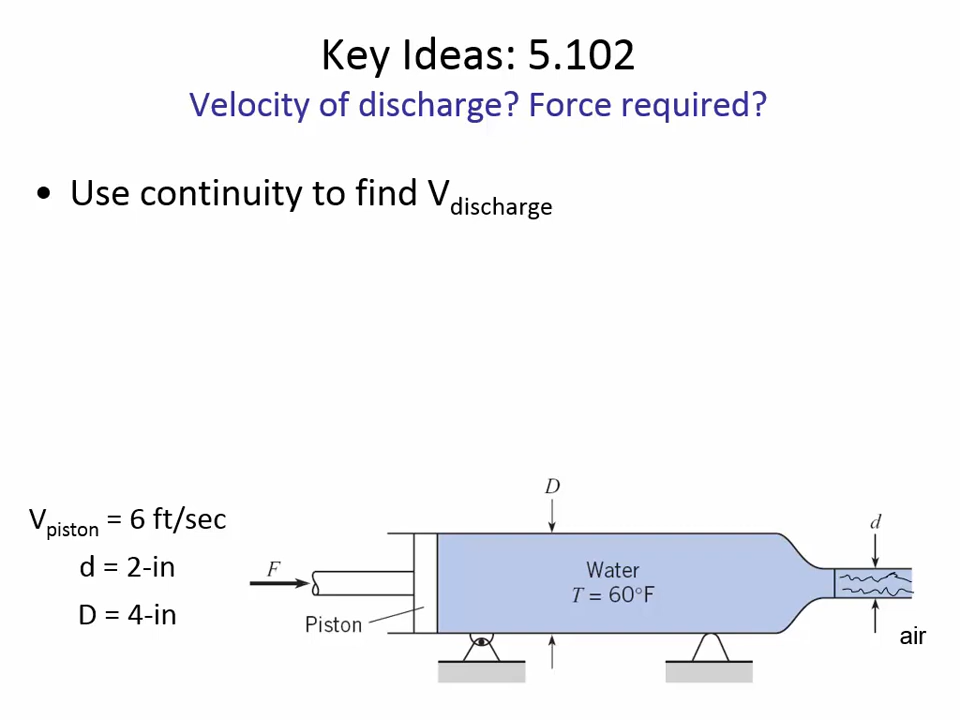 Key Ideas: 5.102
Velocity of discharge? Force required?
• Use continuity to find Vdischarge
Vpiston = 6 ft/sec
d = 2-in
D = 4-in
F
Piston
D
Water
T = 60°F
d
air